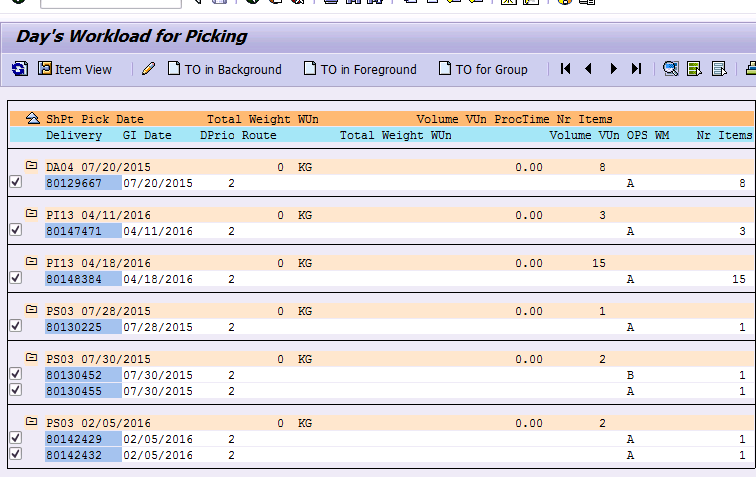 Day's Workload for Picking
Item View TO in Background TO in Foreground TO for Group
ShPt Pick Date Total Weight WUn Volume VUn ProcTime Nr Items
Delivery GI Date DPrio Route Total Weight WUn Volume VUn OPS WM Nr Items
DA04 07/20/2015 0 KG 0.00 8
80129667 07/20/2015 2 A 8
PI13 04/11/2016 0 KG 0.00 3
80147471 04/11/2016 2 A 3
PI13 04/18/2016 0 KG 0.00 15
80148384 04/18/2016 2 A 15
PS03 07/28/2015 0 KG 0.00 1
80130225 07/28/2015 2 A 1
PS03 07/30/2015 0 KG 0.00 2
80130452 07/30/2015 2 B 1
80130455 07/30/2015 2 A 1
PS03 02/05/2016 0 KG 0.00 2
80142429 02/05/2016 2 A 1
80142432 02/05/2016 2 A 1